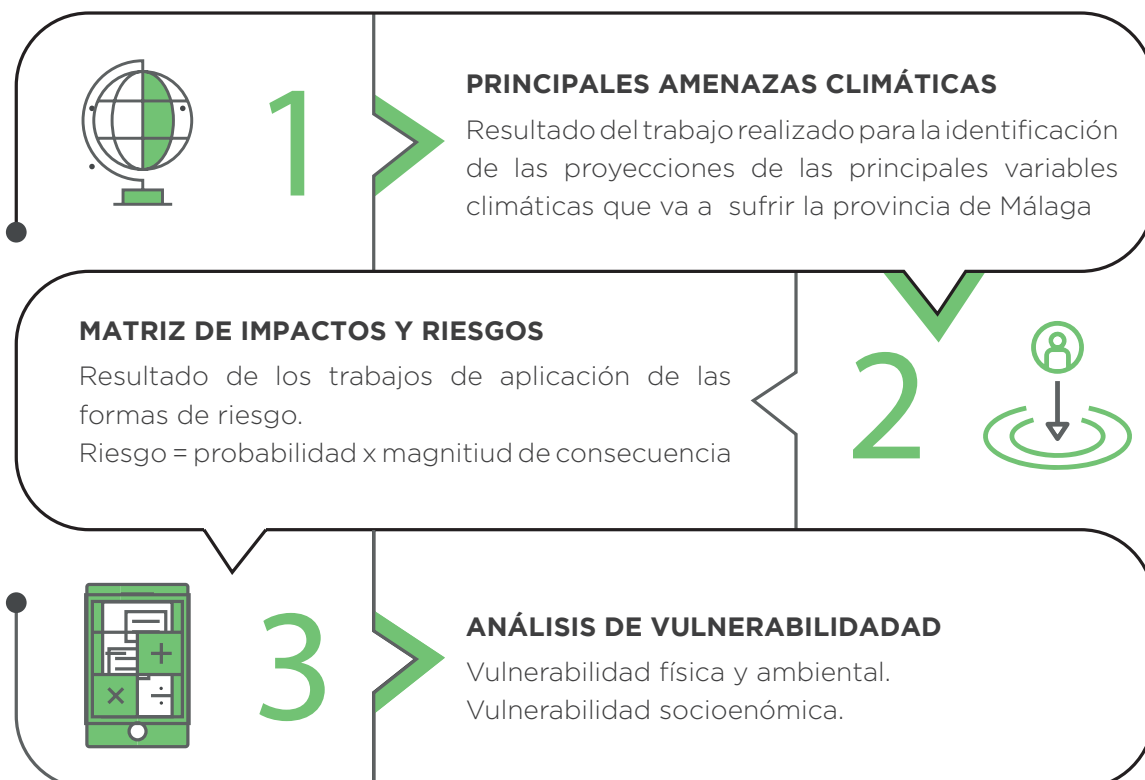 1
PRINCIPALES AMENAZAS CLIMÁTICAS
Resultado del trabajo realizado para la identificación
de las proyecciones de las principales variables
climáticas que va a sufrir la provincia de Málaga
MATRIZ DE IMPACTOS Y RIESGOS
Resultado de los trabajos de aplicación de las
formas de riesgo.
Riesgo = probabilidad x magnitiud de consecuencia
2
3
ANÁLISIS DE VULNERABILIDADAD
Vulnerabilidad física y ambiental.
Vulnerabilidad socioenómica.